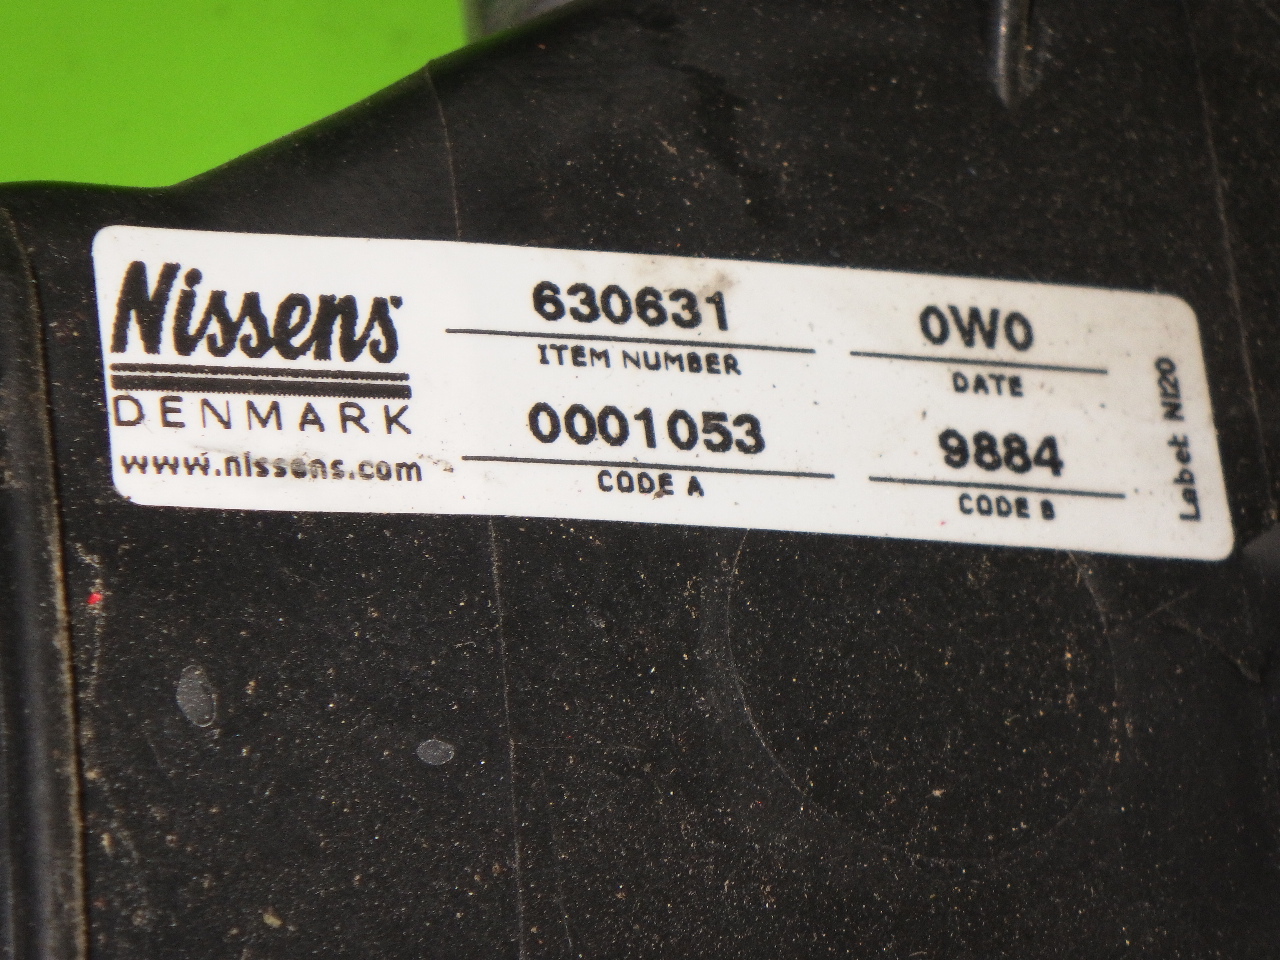 Nissens
DENMARK
www.nissens.com
630631
ITEM NUMBER
0W0
DATE
0001053
CODE A
9884
CODE B
Label NI20